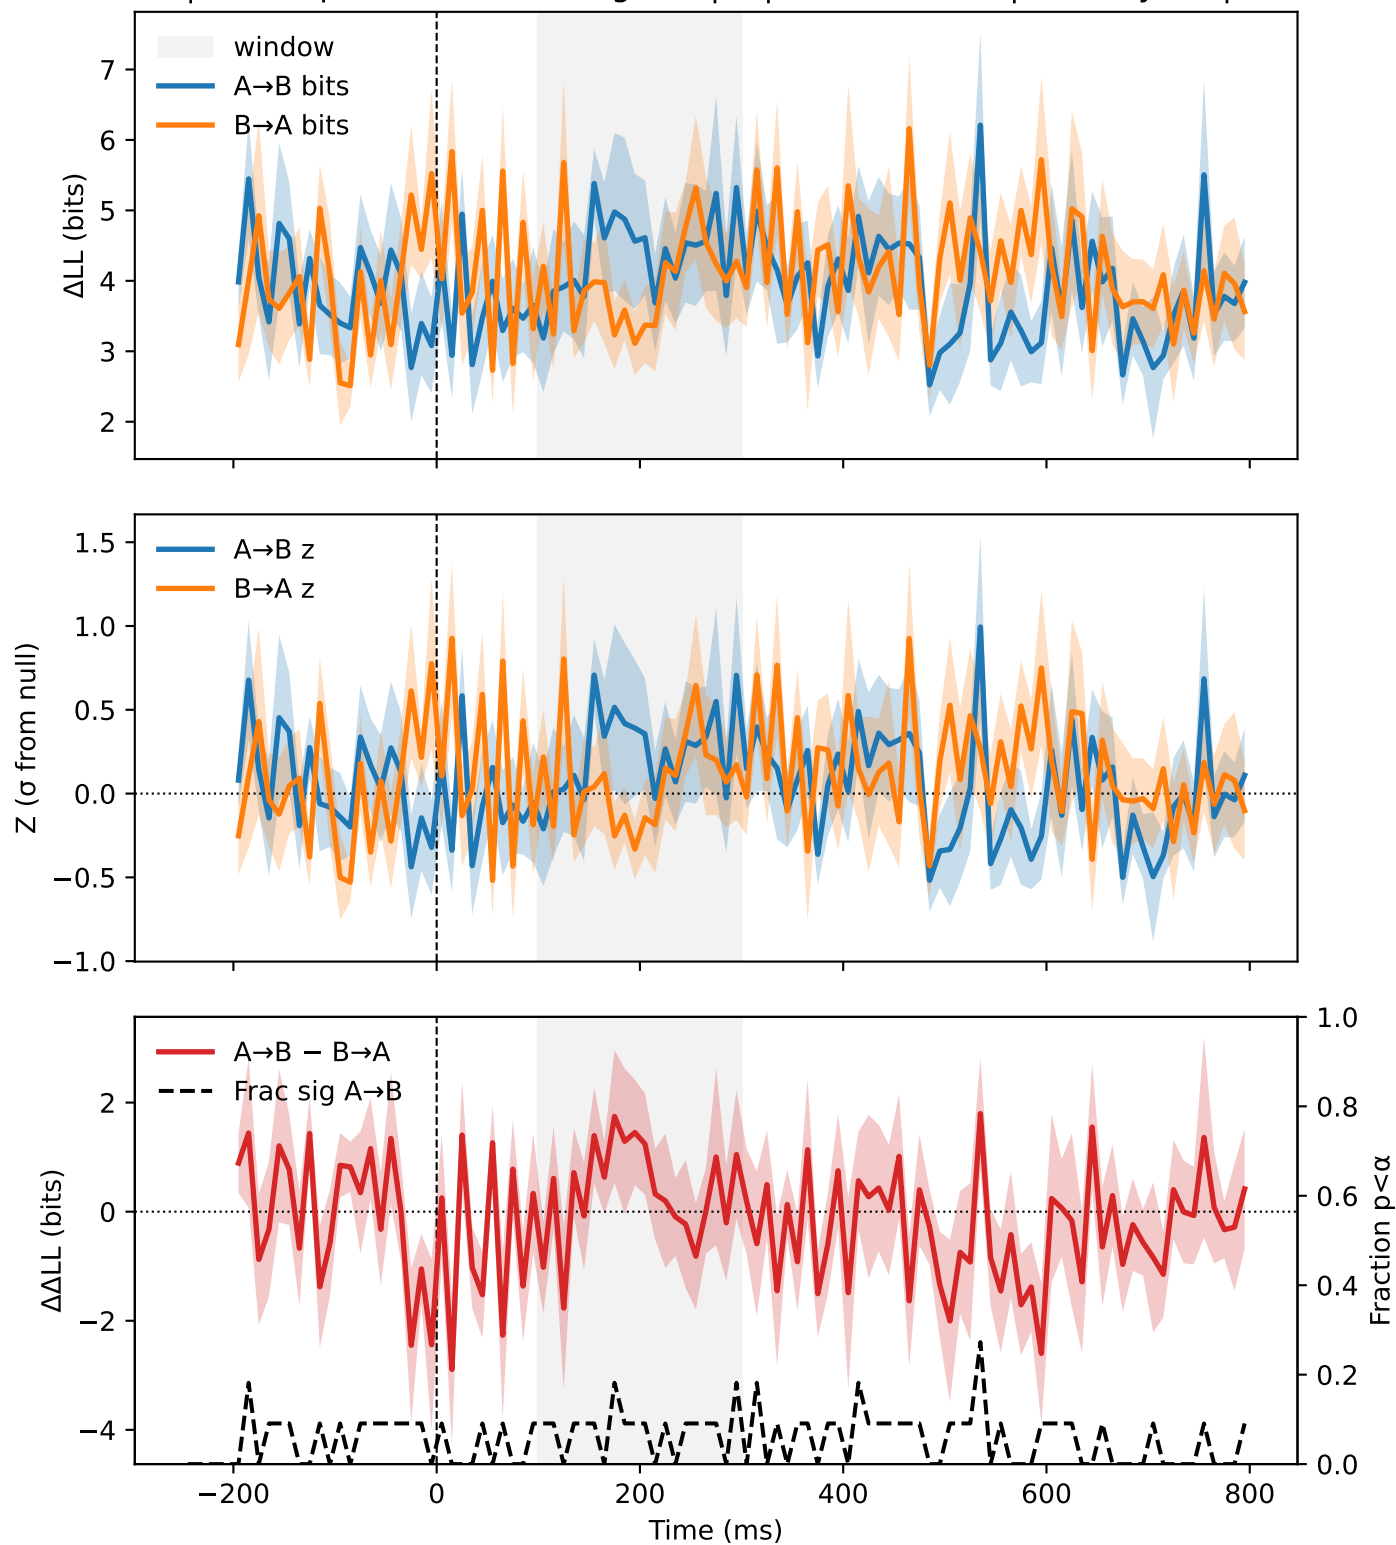 window
A→B bits
B→A bits
7
6
5
4
3
2
ΔLL (bits)
A→B z
B→A z
1.5
1.0
0.5
0.0
−0.5
−1.0
Z (σ from null)
A→B − B→A
Frac sig A→B
2
0
−2
−4
ΔΔLL (bits)
1.0
0.8
0.6
0.4
0.2
0.0
Fraction p<α
−200
0
200
400
600
800
Time (ms)